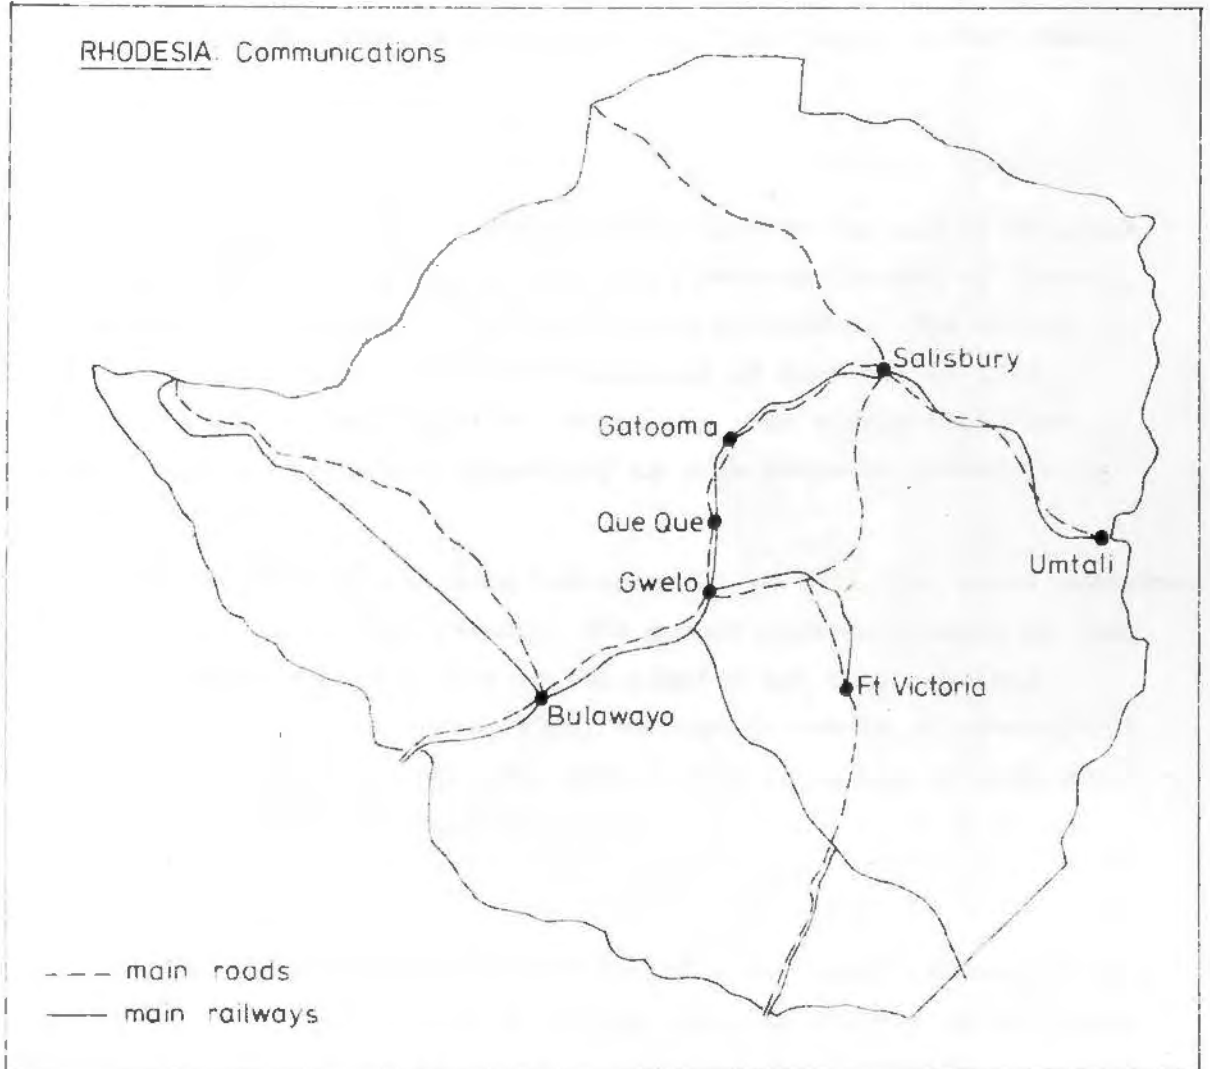 RHODESIA: Communications
Salisbury
Gatooma
Que Que
Umtali
Gwelo
Ft Victoria
Bulawayo
main roads
main railways